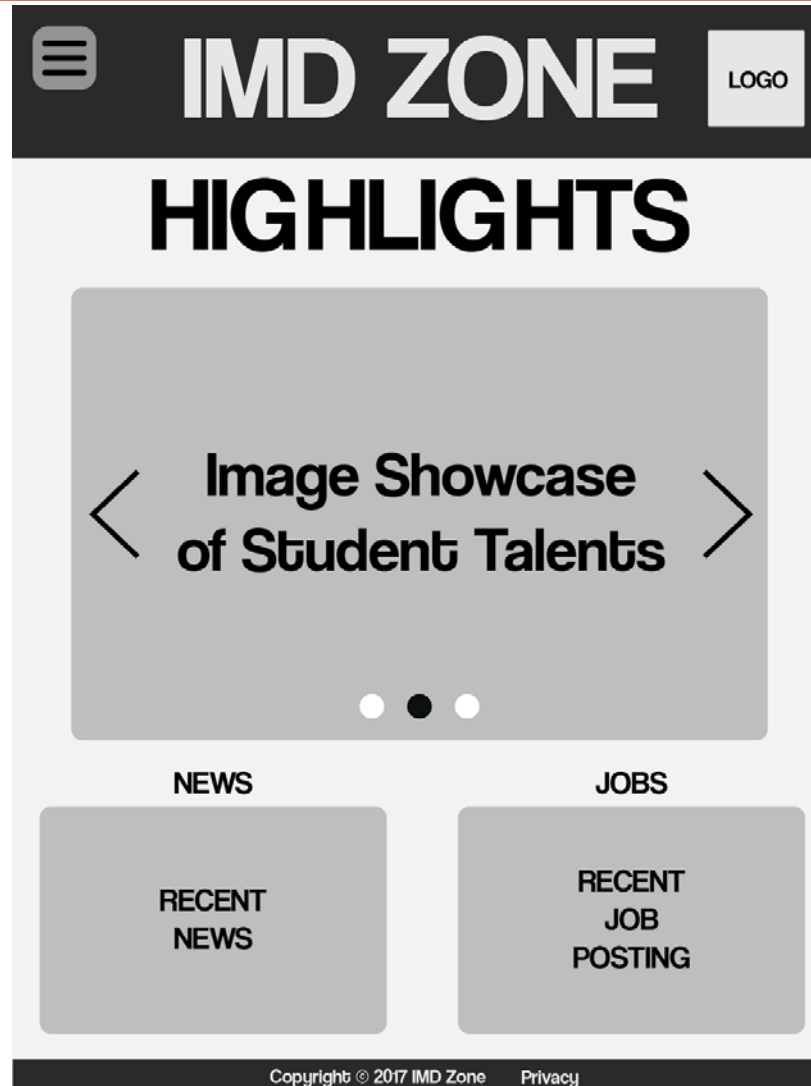 IMD ZONE
LOGO
HIGHLIGHTS
Image Showcase
of Student Talents
NEWS
JOBS
RECENT
NEWS
RECENT
JOB
POSTING
Copyright © 2017 IMD Zone Privacy